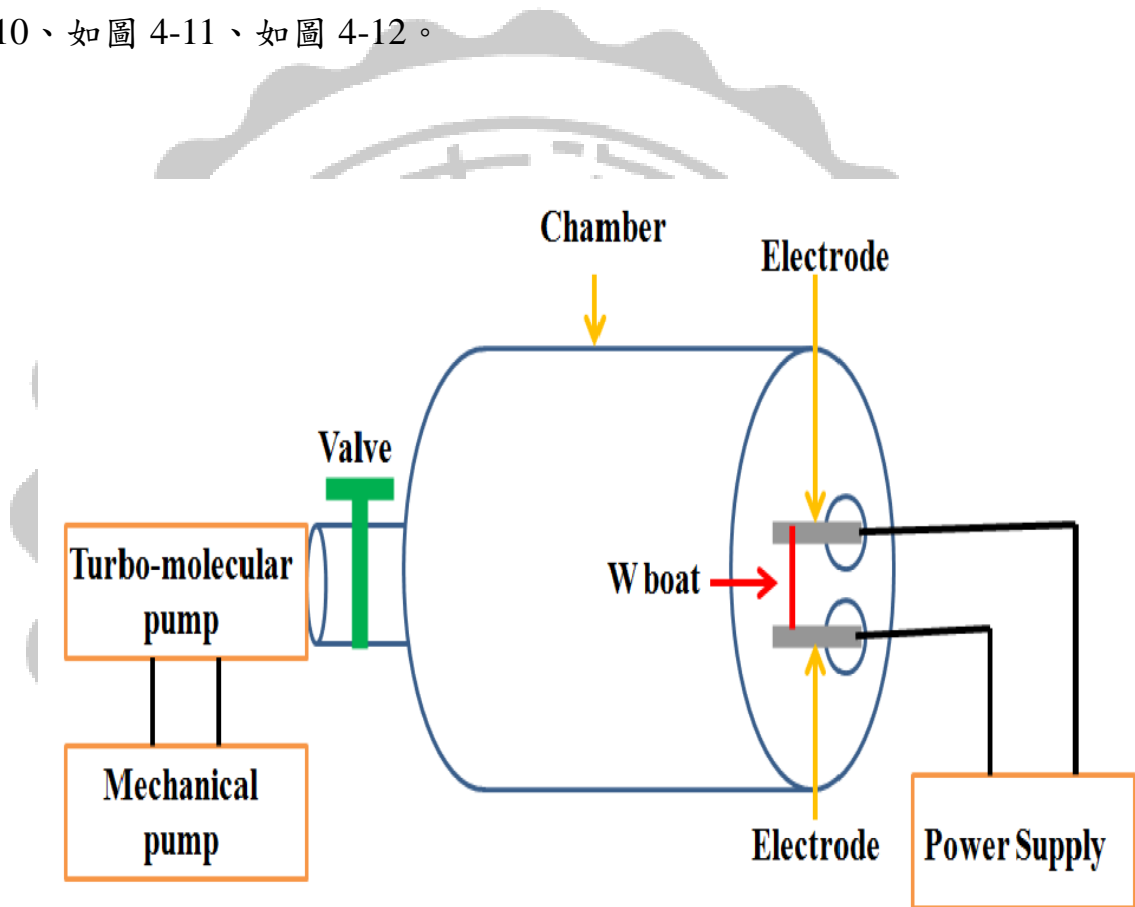 10、如圖 4-11、如圖 4-12。
Chamber
Electrode
Valve
Turbo-molecular
pump
W boat
Mechanical
pump
Electrode
Power Supply